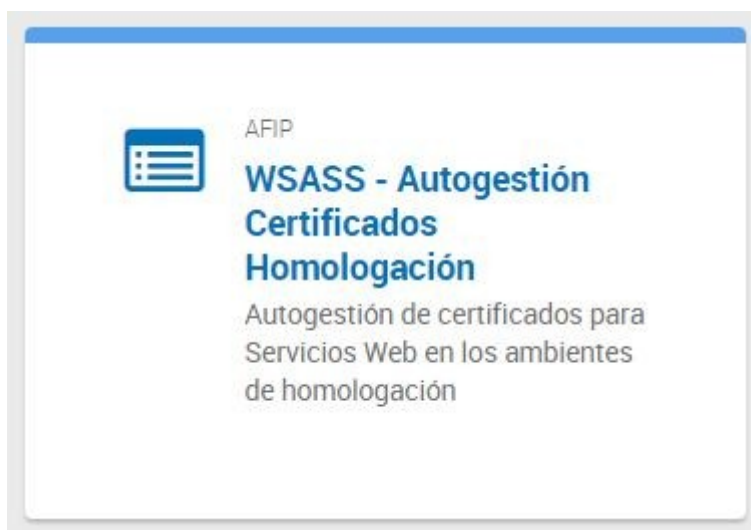 AFIP
WSASS - Autogestión
Certificados
Homologación
Autogestión de certificados para
Servicios Web en los ambientes
de homologación